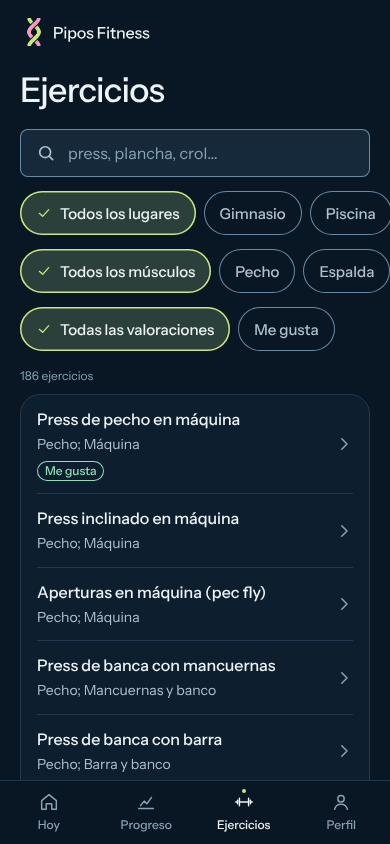 Pipos Fitness
Ejercicios
press, plancha, crol...
Todos los lugares Gimnasio Piscina
Todos los músculos Pecho Espalda
Todas las valoraciones Me gusta
186 ejercicios
Press de pecho en máquina
Pecho; Máquina
Me gusta
Press inclinado en máquina
Pecho; Máquina
Aperturas en máquina (pec fly)
Pecho; Máquina
Press de banca con mancuernas
Pecho; Mancuernas y banco
Press de banca con barra
Pecho; Barra y banco
Hoy Progreso Ejercicios Perfil